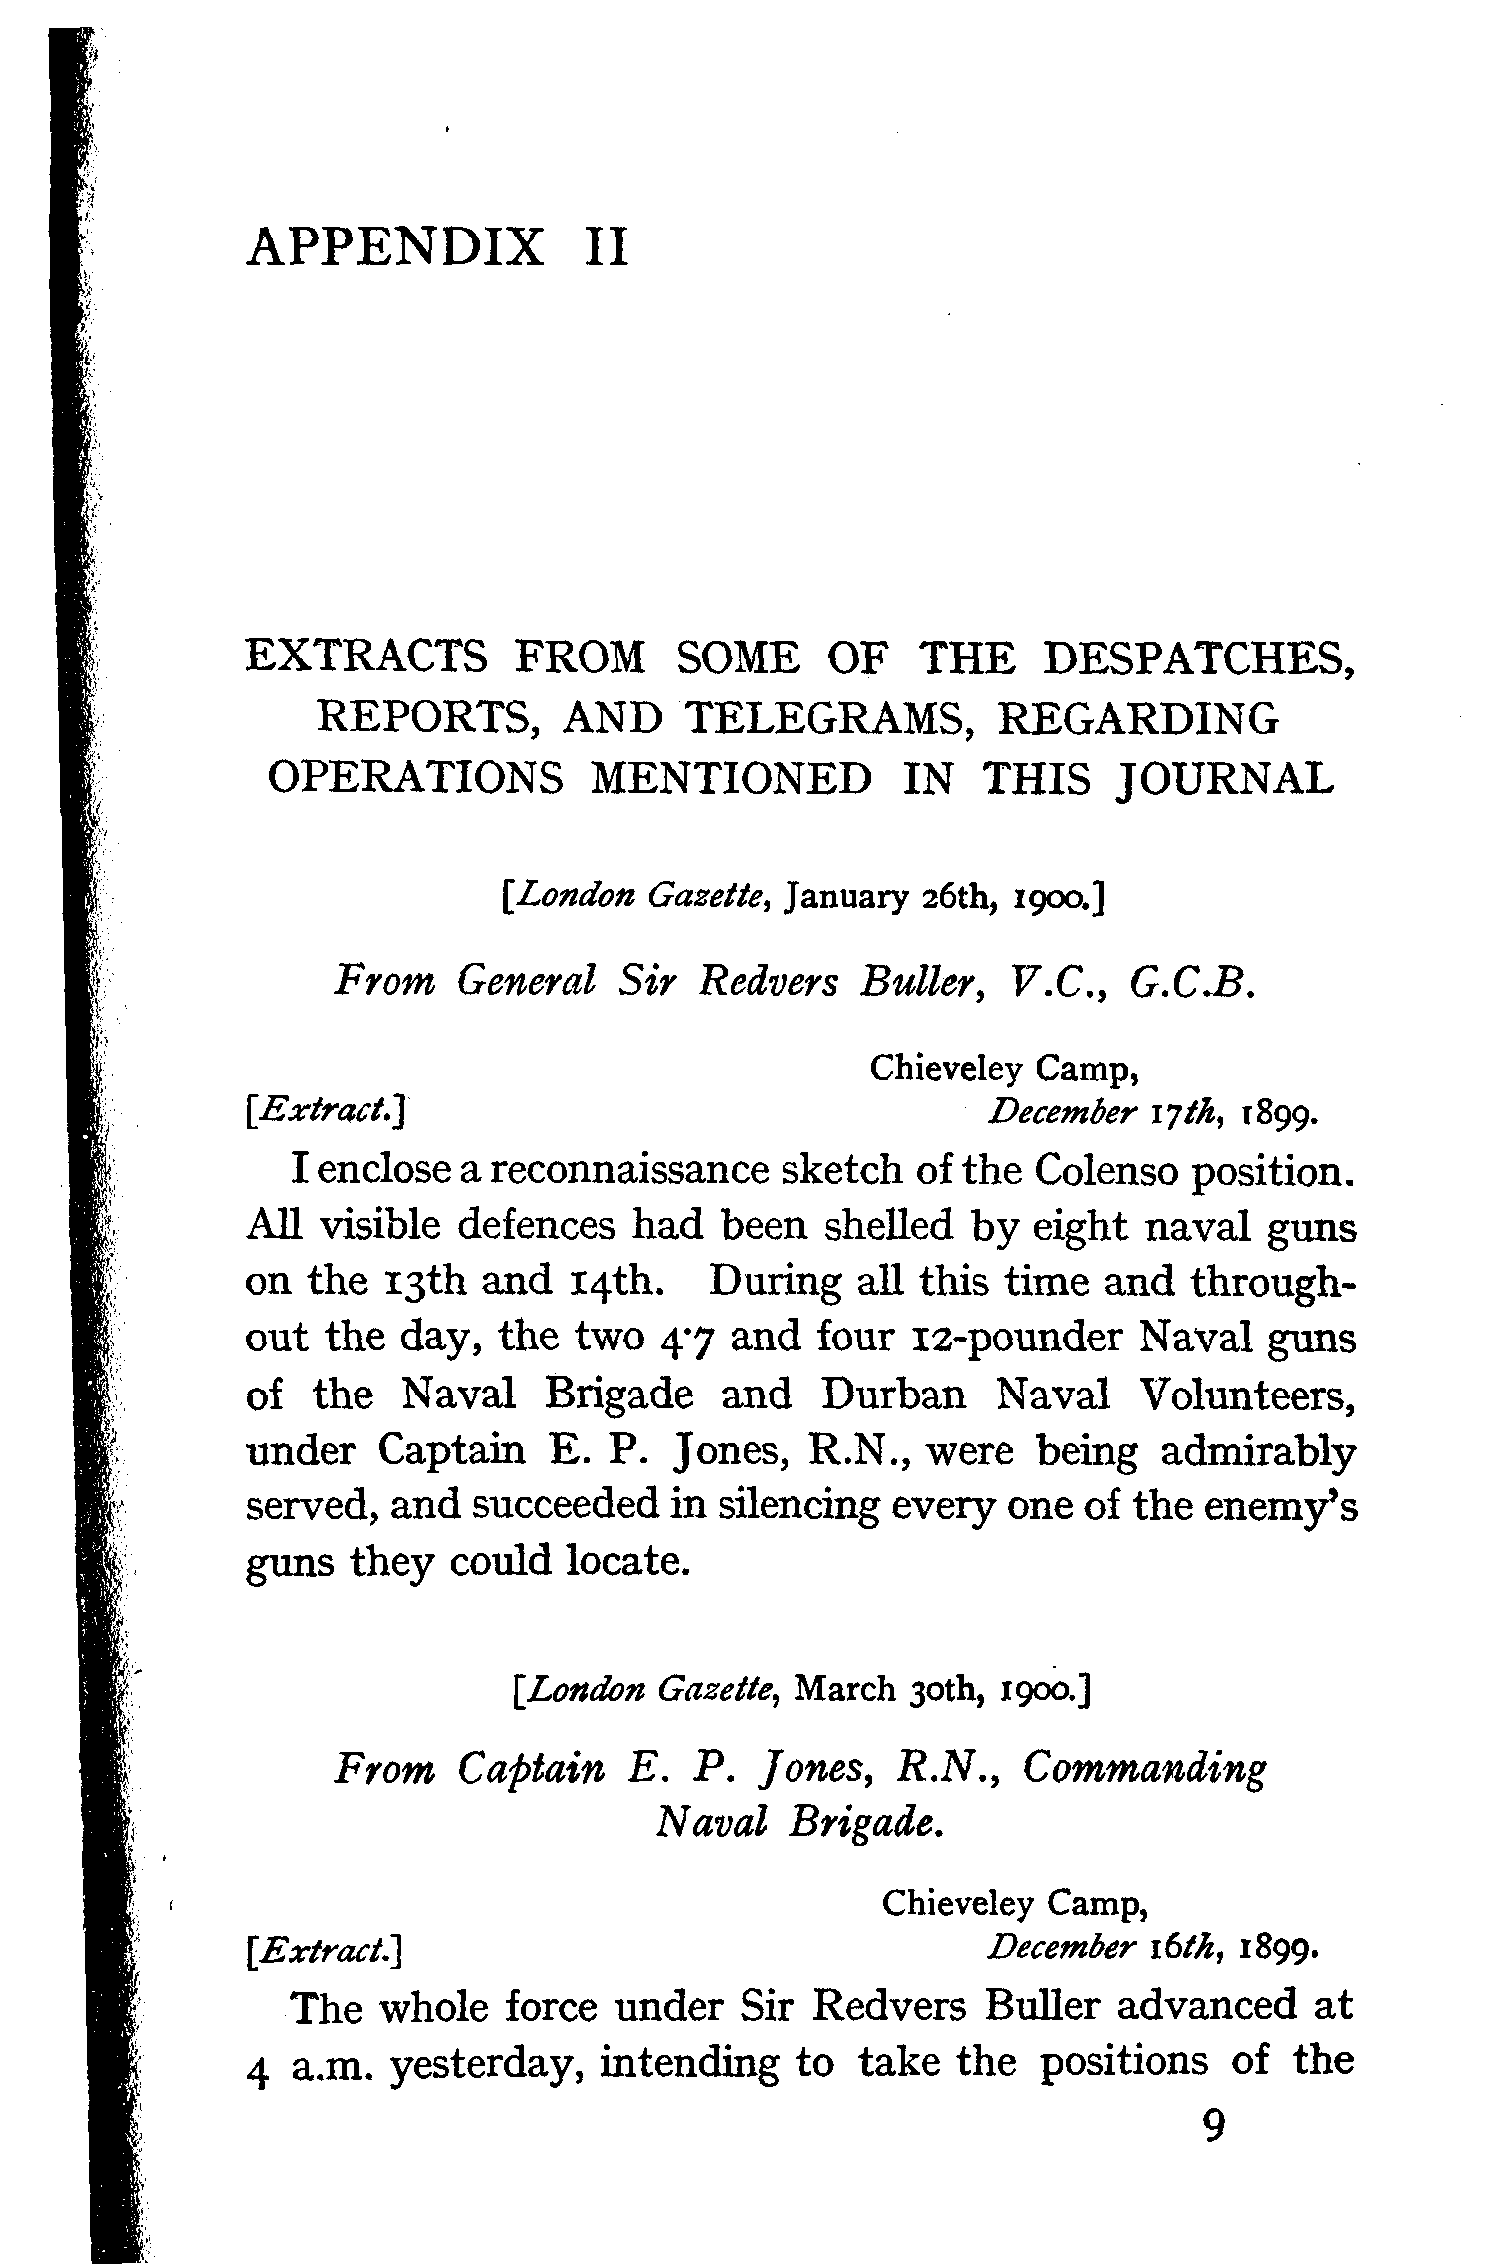 APPENDIX II
EXTRACTS FROM SOME OF THE DESPATCHES,
REPORTS, AND TELEGRAMS, REGARDING
OPERATIONS MENTIONED IN THIS JOURNAL
[London Gazette, January 26th, 1900.]
From General Sir Redvers Buller, V.C., G.C.B.
Chieveley Camp,
[Extract.] December 17th, 1899.
I enclose a reconnaissance sketch of the Colenso position.
All visible defences had been shelled by eight naval guns
on the 13th and 14th. During all this time and through-
out the day, the two 4·7 and four 12-pounder Naval guns
of the Naval Brigade and Durban Naval Volunteers,
under Captain E. P. Jones, R.N., were being admirably
served, and succeeded in silencing every one of the enemy's
guns they could locate.
[London Gazette, March 30th, 1900.]
From Captain E. P. Jones, R.N., Commanding
Naval Brigade.
Chieveley Camp,
[Extract.] December 16th, 1899.
The whole force under Sir Redvers Buller advanced at
4 a.m. yesterday, intending to take the positions of the
9